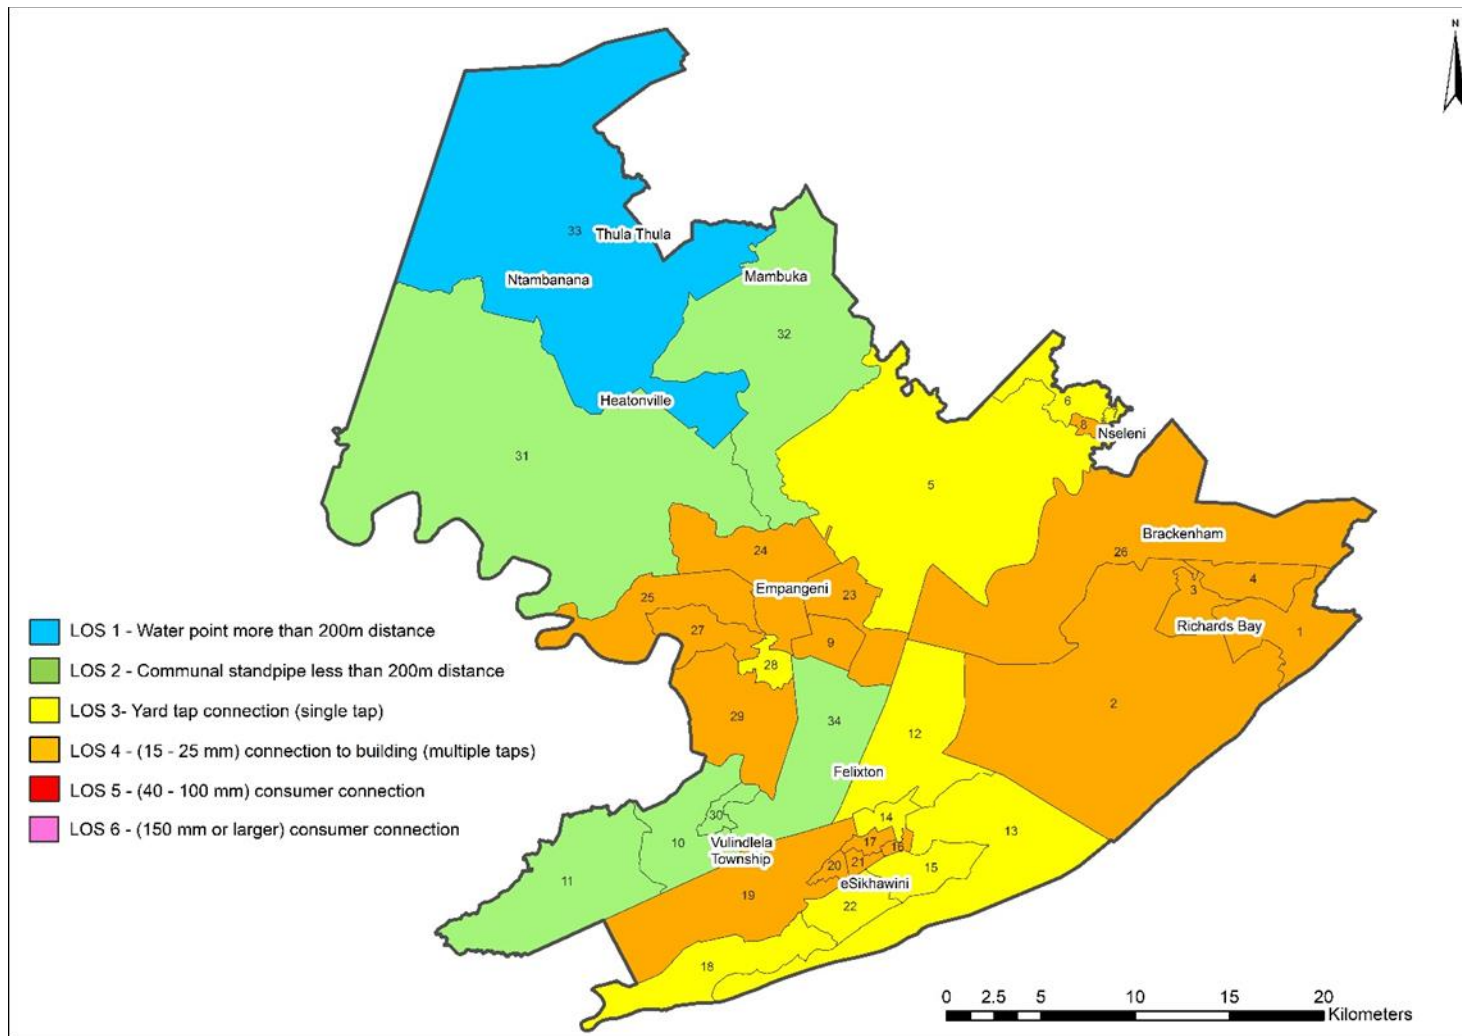 N
33
Thula Thula
Ntambanana
Mambuka
32
Heatonville
6
8
Nseleni
31
5
24
Brackenham
26
Empangeni
23
4
3
25
Richards Bay
1
27
9
28
2
29
34
12
Felixton
30
14
13
10
Vulindlela
Township
17
16
20
21
15
eSikhawini
11
19
22
18
LOS 1 - Water point more than 200m distance
LOS 2 - Communal standpipe less than 200m distance
LOS 3- Yard tap connection (single tap)
LOS 4 - (15 - 25 mm) connection to building (multiple taps)
LOS 5 - (40 - 100 mm) consumer connection
LOS 6 - (150 mm or larger) consumer connection
0 2.5 5 10 15 20
Kilometers